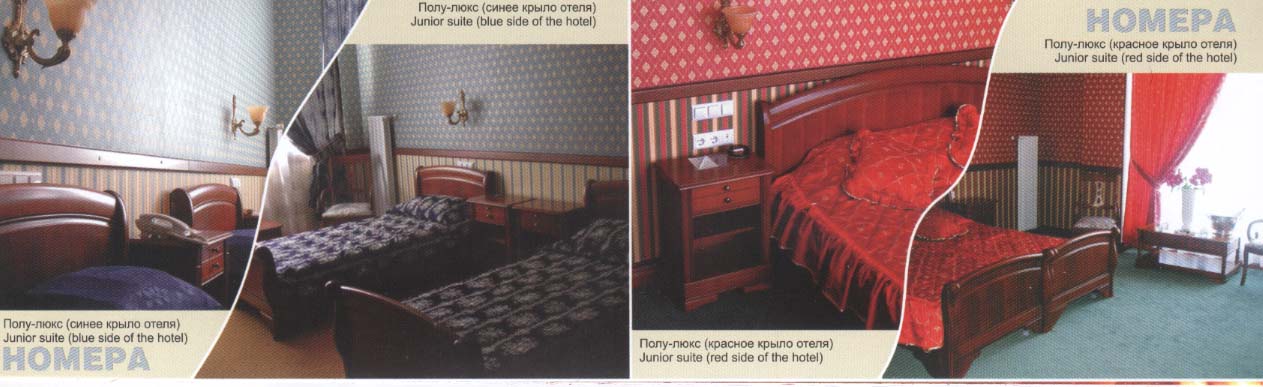 Полу-люкс (синее крыло отеля)
Junior suite (blue side of the hotel)
Полу-люкс (синее крыло отеля)
Junior suite (blue side of the hotel)
НОМЕРА
НОМЕРА
Полу-люкс (красное крыло отеля)
Junior suite (red side of the hotel)
Полу-люкс (красное крыло отеля)
Junior suite (red side of the hotel)